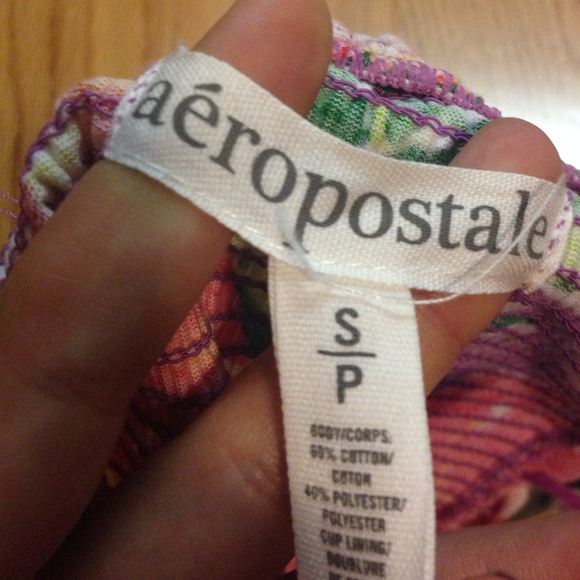 aéropostale
S
P
BODY/CORPS:
60% COTTON/
COTON
40% POLYESTER/
POLYESTER
CUP LINING/
DOUBLURE